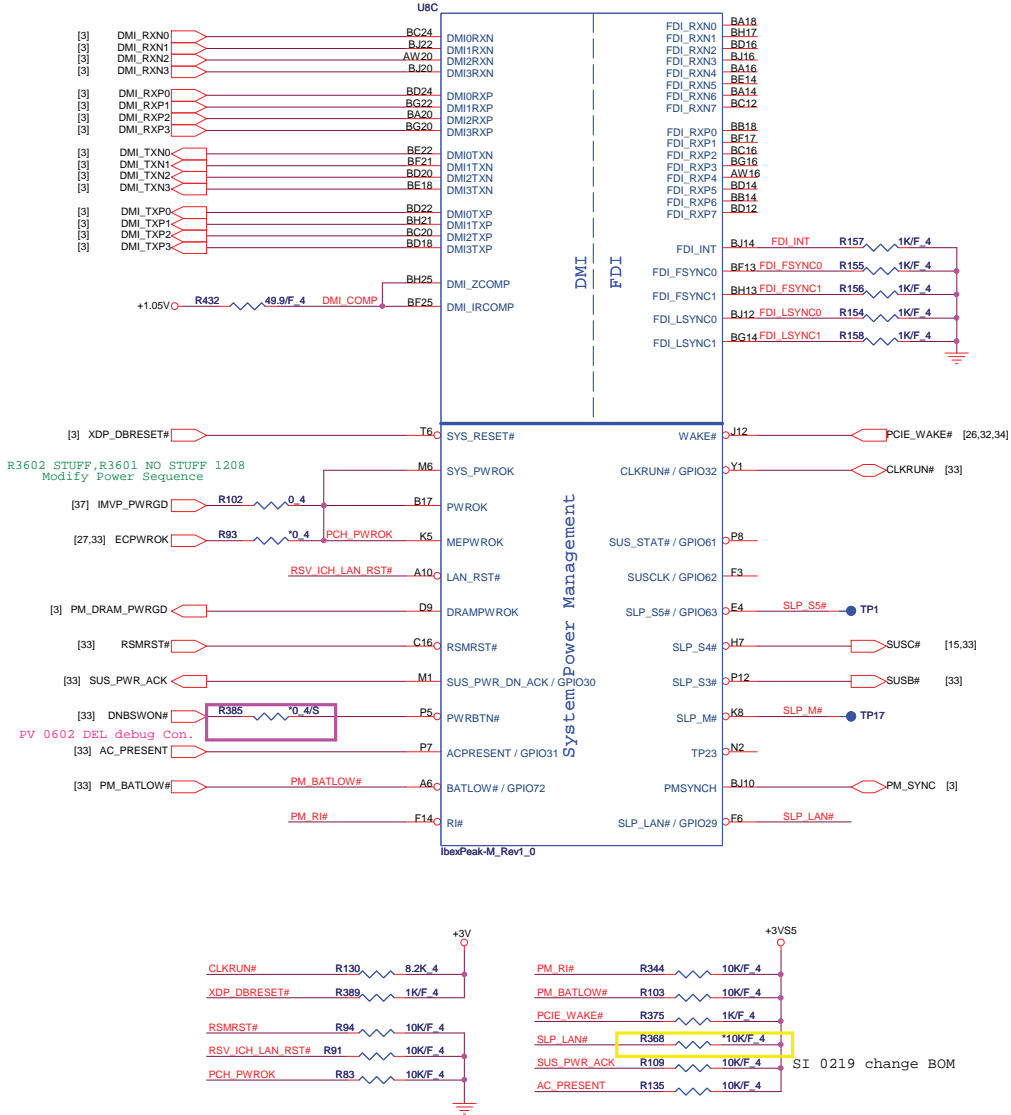 U8C
[3] DMI_RXN0 BC24 DMI0RXN
[3] DMI_RXN1 BJ22 DMI1RXN
[3] DMI_RXN2 AW20 DMI2RXN
[3] DMI_RXN3 BJ20 DMI3RXN
[3] DMI_RXP0 BD24 DMI0RXP
[3] DMI_RXP1 BG22 DMI1RXP
[3] DMI_RXP2 BA20 DMI2RXP
[3] DMI_RXP3 BG20 DMI3RXP
[3] DMI_TXN0 BE22 DMI0TXN
[3] DMI_TXN1 BF21 DMI1TXN
[3] DMI_TXN2 BD20 DMI2TXN
[3] DMI_TXN3 BE18 DMI3TXN
[3] DMI_TXP0 BD22 DMI0TXP
[3] DMI_TXP1 BH21 DMI1TXP
[3] DMI_TXP2 BC20 DMI2TXP
[3] DMI_TXP3 BD18 DMI3TXP
BH25 DMI_ZCOMP
+1.05V R432 49.9/F_4 DMI_COMP BF25 DMI_IRCOMP
DMI
FDI
FDI_RXN0 BA18
FDI_RXN1 BH17
FDI_RXN2 BD16
FDI_RXN3 BJ16
FDI_RXN4 BA16
FDI_RXN5 BE14
FDI_RXN6 BA14
FDI_RXN7 BC12
FDI_RXP0 BB18
FDI_RXP1 BF17
FDI_RXP2 BC16
FDI_RXP3 BG16
FDI_RXP4 AW16
FDI_RXP5 BD14
FDI_RXP6 BB14
FDI_RXP7 BD12
FDI_INT BJ14 FDI_INT R157 1K/F_4
FDI_FSYNC0 BF13 FDI_FSYNC0 R155 1K/F_4
FDI_FSYNC1 BH13 FDI_FSYNC1 R156 1K/F_4
FDI_LSYNC0 BJ12 FDI_LSYNC0 R154 1K/F_4
FDI_LSYNC1 BG14 FDI_LSYNC1 R158 1K/F_4
[3] XDP_DBRESET# T6 SYS_RESET#
R3602 STUFF,R3601 NO STUFF 1208
Modify Power Sequence
M6 SYS_PWROK
[37] IMVP_PWRGD R102 0_4 B17 PWROK
[27,33] ECPWROK R93 *0_4 PCH_PWROK K5 MEPWROK
RSV_ICH_LAN_RST# A10 LAN_RST#
[3] PM_DRAM_PWRGD D9 DRAMPWROK
[33] RSMRST# C16 RSMRST#
[33] SUS_PWR_ACK M1 SUS_PWR_DN_ACK / GPIO30
[33] DNBSWON# R385 *0_4/S P5 PWRBTN#
PV 0602 DEL debug Con.
[33] AC_PRESENT P7 ACPRESENT / GPIO31
[33] PM_BATLOW# PM_BATLOW# A6 BATLOW# / GPIO72
PM_RI# F14 RI#
System Power Management
WAKE# J12 PCIE_WAKE# [26,32,34]
CLKRUN# / GPIO32 Y1 CLKRUN# [33]
SUS_STAT# / GPIO61 P8
SUSCLK / GPIO62 F3
SLP_S5# / GPIO63 E4 SLP_S5# TP1
SLP_S4# H7 SUSC# [15,33]
SLP_S3# P12 SUSB# [33]
SLP_M# K8 SLP_M# TP17
TP23 N2
PMSYNCH BJ10 PM_SYNC [3]
SLP_LAN# / GPIO29 F6 SLP_LAN#
IbexPeak-M_Rev1_0
+3V
CLKRUN# R130 8.2K_4
XDP_DBRESET# R389 1K/F_4
RSMRST# R94 10K/F_4
RSV_ICH_LAN_RST# R91 10K/F_4
PCH_PWROK R83 10K/F_4
+3VS5
PM_RI# R344 10K/F_4
PM_BATLOW# R103 10K/F_4
PCIE_WAKE# R375 1K/F_4
SLP_LAN# R368 *10K/F_4
SUS_PWR_ACK R109 10K/F_4
SI 0219 change BOM
AC_PRESENT R135 10K/F_4